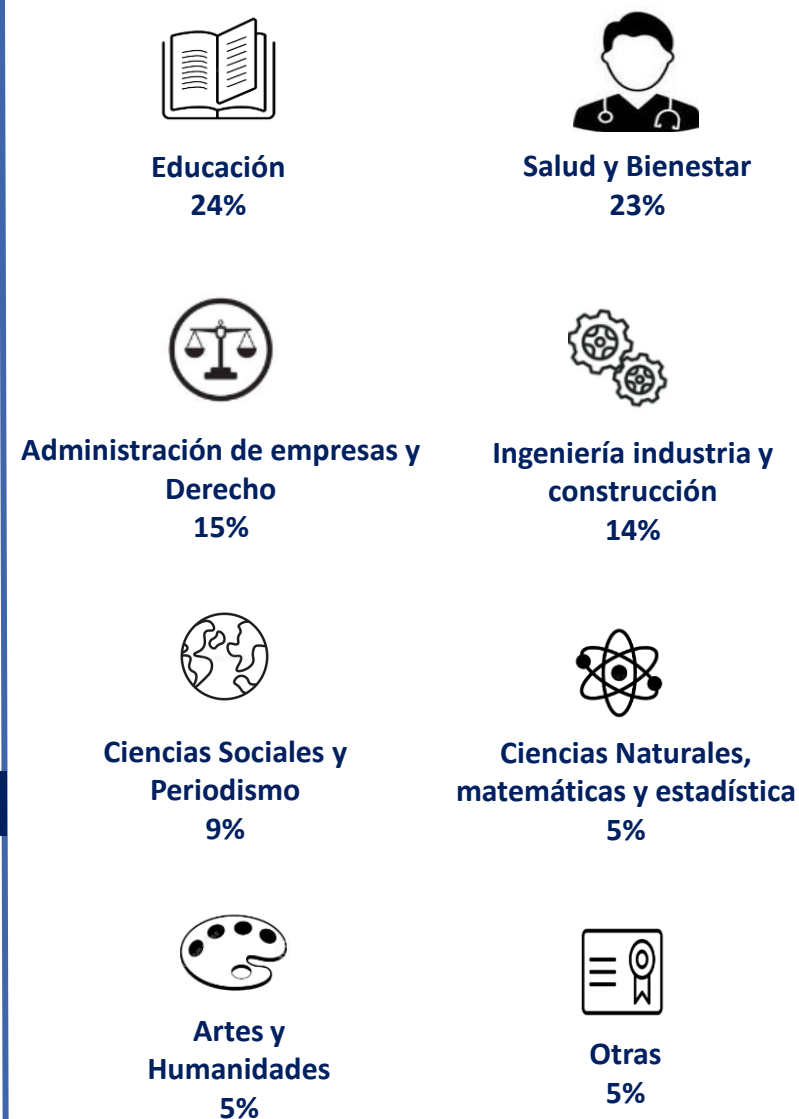 Educación
24%
Salud y Bienestar
23%
Administración de empresas y
Derecho
15%
Ingeniería industria y
construcción
14%
Ciencias Sociales y
Periodismo
9%
Ciencias Naturales,
matemáticas y estadística
5%
Artes y
Humanidades
5%
Otras
5%